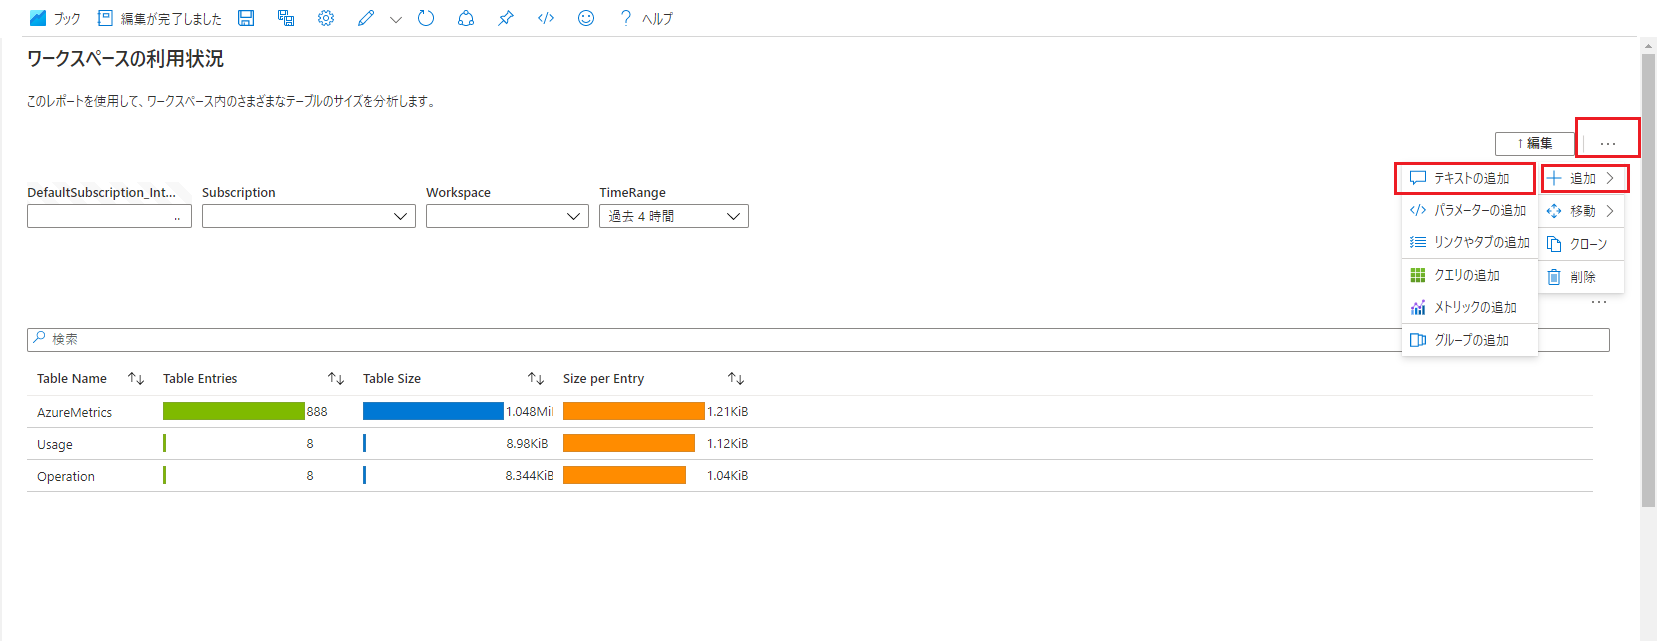 ブック 編集が完了しました ? ヘルプ
ワークスペースの利用状況
このレポートを使用して、ワークスペース内のさまざまなテーブルのサイズを分析します。
↑ 編集 ...
テキストの追加 追加
パラメーターの追加 移動
リンクやタブの追加 クローン
クエリの追加 削除
メトリックの追加
グループの追加
DefaultSubscription_Int... Subscription Workspace TimeRange
.. 過去 4 時間
...
検索
Table Name ↑↓ Table Entries ↑↓ Table Size ↑↓ Size per Entry ↑↓
AzureMetrics 888 1.048Mi 1.21KiB
Usage 8 8.98KiB 1.12KiB
Operation 8 8.344KiB 1.04KiB